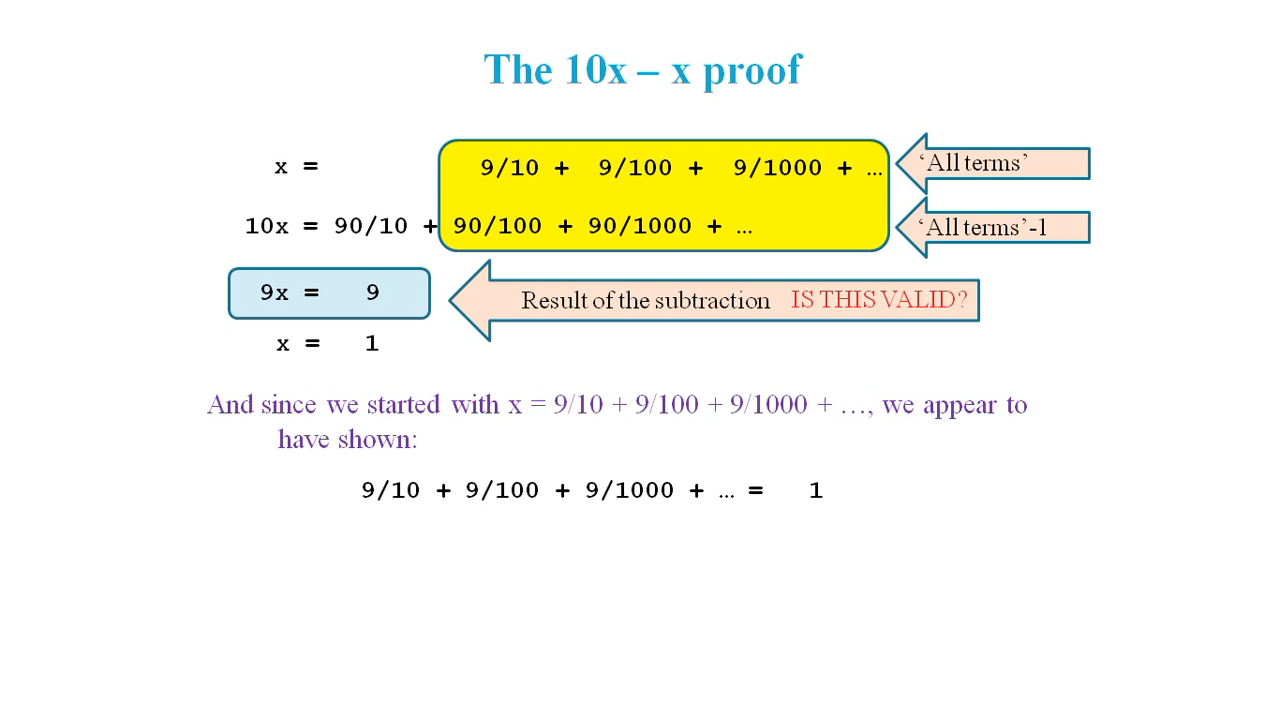 The 10x – x proof
x = 9/10 + 9/100 + 9/1000 + …
‘All terms’
10x = 90/10 + 90/100 + 90/1000 + …
‘All terms’-1
9x = 9
Result of the subtraction IS THIS VALID?
x = 1
And since we started with x = 9/10 + 9/100 + 9/1000 + …, we appear to
have shown:
9/10 + 9/100 + 9/1000 + … = 1